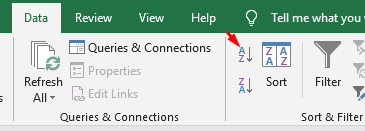 Data Review View Help Tell me what you
Refresh
All
Queries & Connections
Properties
Edit Links
Queries & Connections
A
Z
Z
A
Z A
A Z
Sort
Filter
Sort & Filter